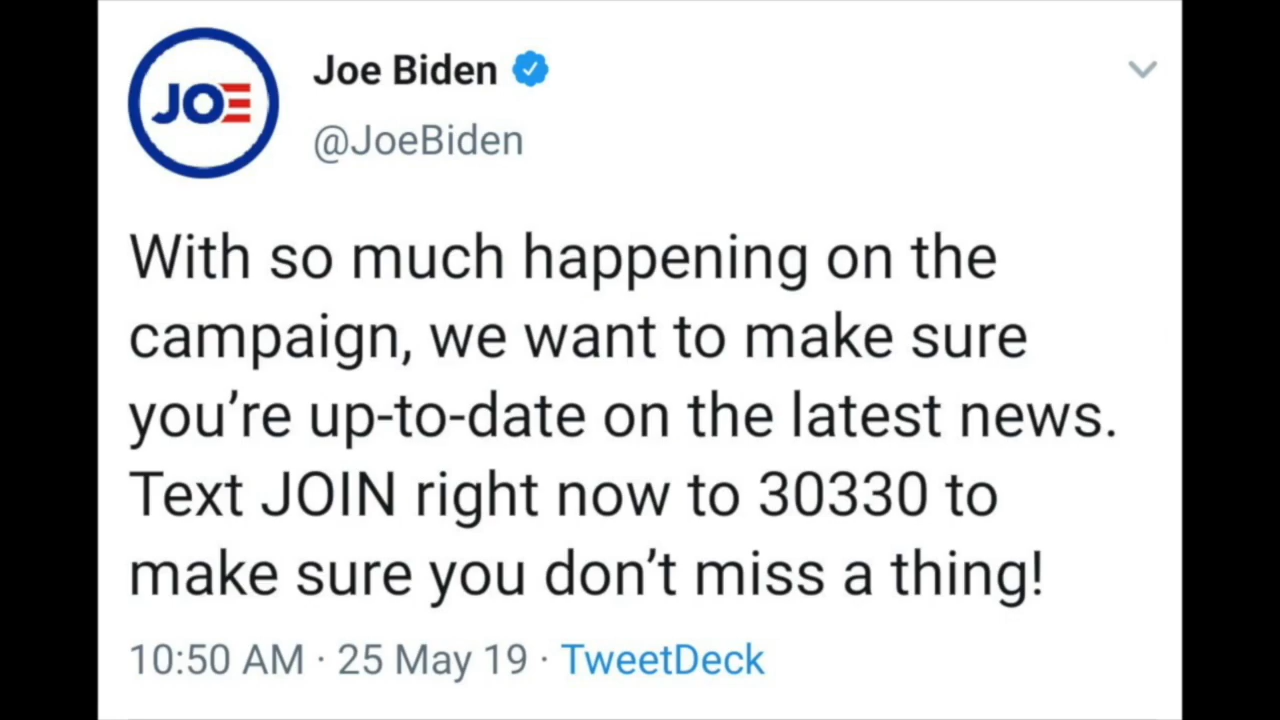 JOE
Joe Biden
@JoeBiden
With so much happening on the
campaign, we want to make sure
you’re up-to-date on the latest news.
Text JOIN right now to 30330 to
make sure you don’t miss a thing!
10:50 AM · 25 May 19 · TweetDeck